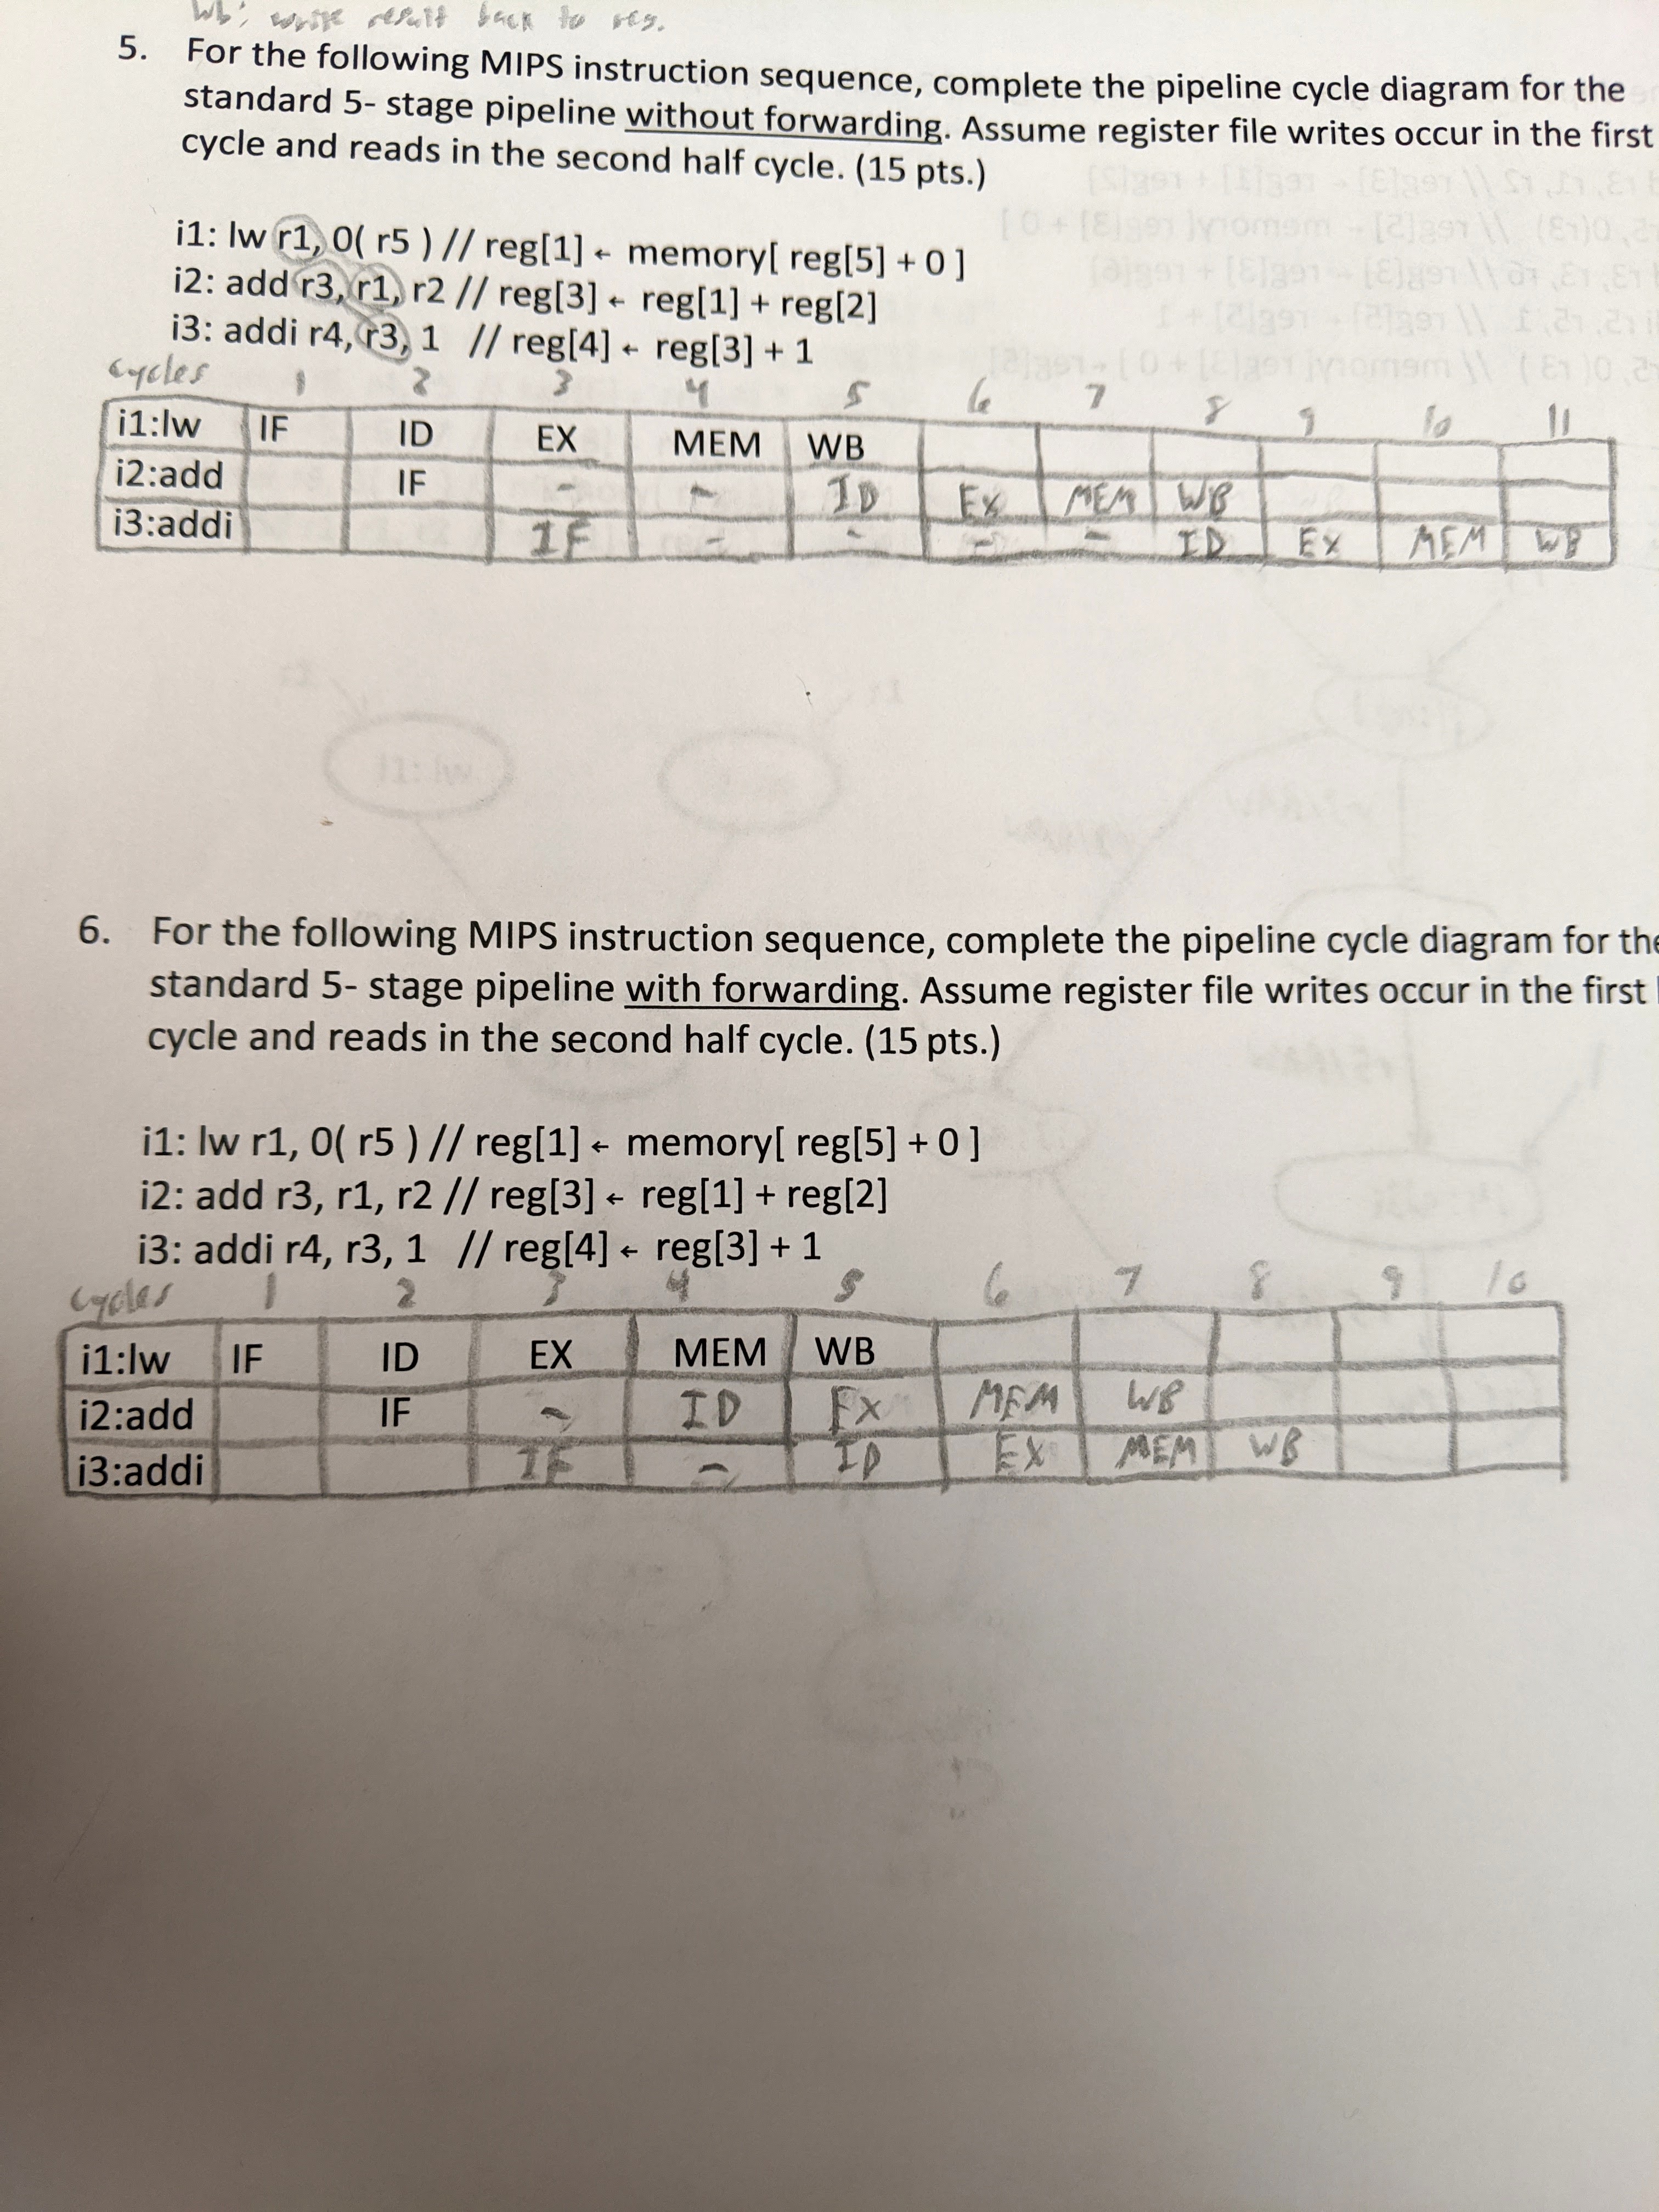 Wb: write result back to reg.
5. For the following MIPS instruction sequence, complete the pipeline cycle diagram for the
standard 5- stage pipeline without forwarding. Assume register file writes occur in the first
cycle and reads in the second half cycle. (15 pts.)
i1: lw r1, 0( r5 ) // reg[1] ← memory[ reg[5] + 0 ]
i2: add r3, r1, r2 // reg[3] ← reg[1] + reg[2]
i3: addi r4, r3, 1 // reg[4] ← reg[3] + 1
cycles 1 2 3 4 5 6 7 8 9 10 11
i1:lw IF ID EX MEM WB
i2:add IF - - ID EX MEM WB
i3:addi IF - - - - ID EX MEM WB
6. For the following MIPS instruction sequence, complete the pipeline cycle diagram for the
standard 5- stage pipeline with forwarding. Assume register file writes occur in the first
cycle and reads in the second half cycle. (15 pts.)
i1: lw r1, 0( r5 ) // reg[1] ← memory[ reg[5] + 0 ]
i2: add r3, r1, r2 // reg[3] ← reg[1] + reg[2]
i3: addi r4, r3, 1 // reg[4] ← reg[3] + 1
cycles 1 2 3 4 5 6 7 8 9 10
i1:lw IF ID EX MEM WB
i2:add IF - ID EX MEM WB
i3:addi IF - ID EX MEM WB